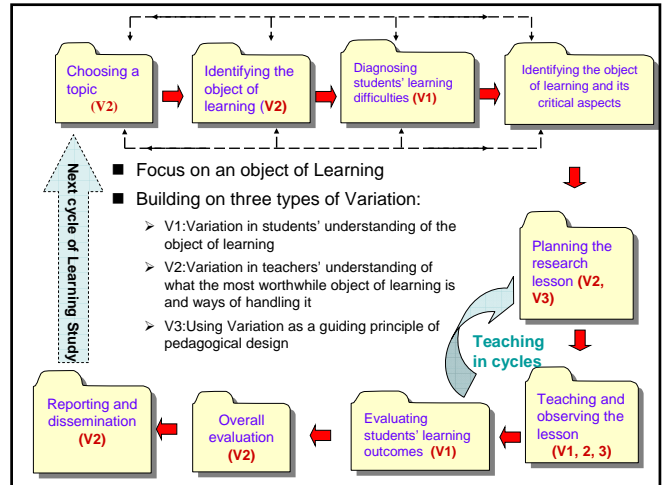 Choosing a
topic
(V2)
Identifying the
object of
learning (V2)
Diagnosing
students' learning
difficulties (V1)
Identifying the object
of learning and its
critical aspects
Next cycle of Learning Study
■ Focus on an object of Learning
■ Building on three types of Variation:
➢ V1:Variation in students' understanding of the
object of learning
➢ V2:Variation in teachers' understanding of
what the most worthwhile object of learning is
and ways of handling it
➢ V3:Using Variation as a guiding principle of
pedagogical design
Planning the
research
lesson (V2,
V3)
Teaching
in cycles
Reporting and
dissemination
(V2)
Overall
evaluation
(V2)
Evaluating
students' learning
outcomes (V1)
Teaching and
observing the
lesson
(V1, 2, 3)